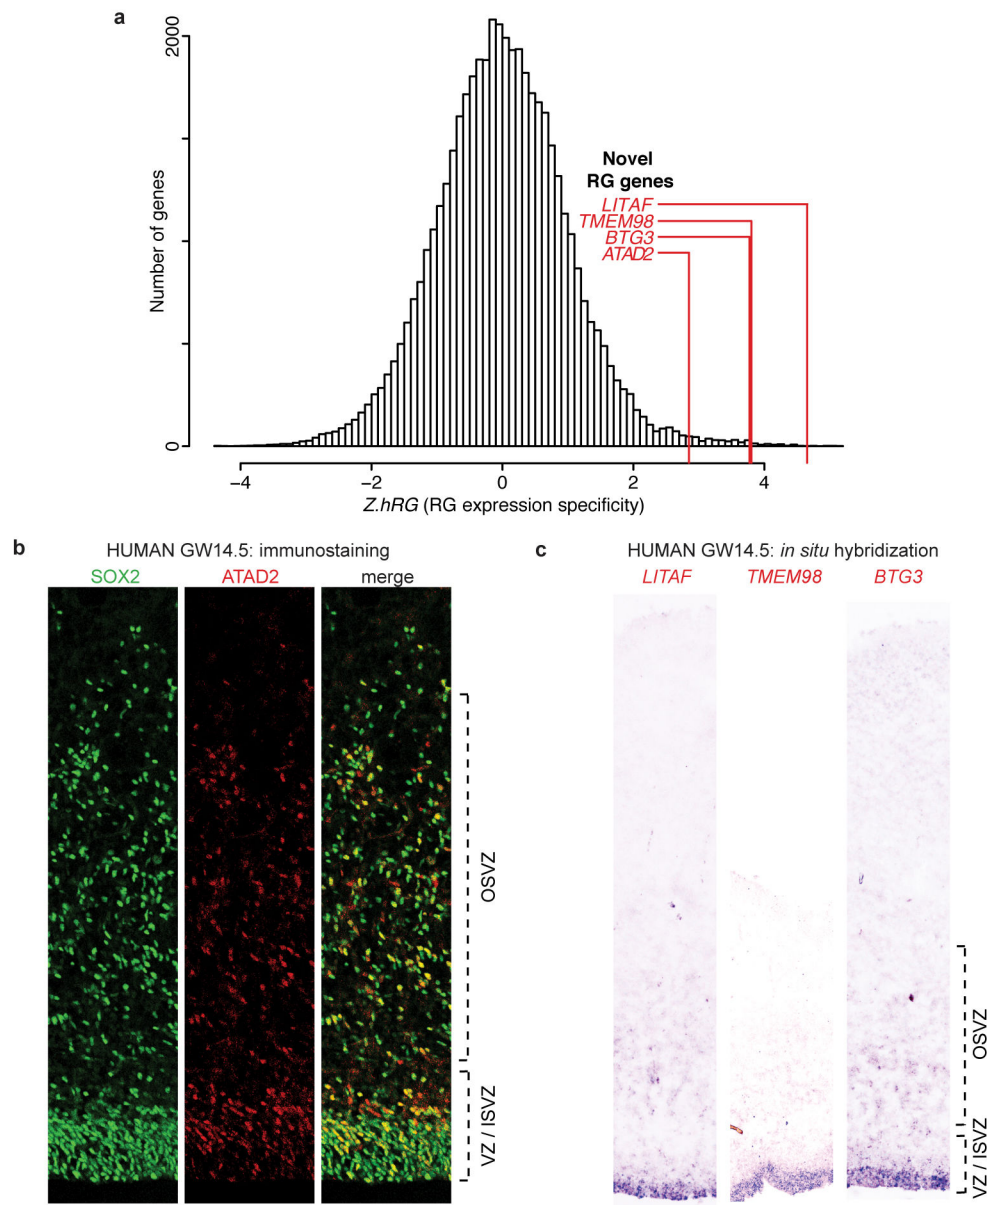 a
2000
0
Number of genes
Novel
RG genes
LITAF
TMEM98
BTG3
ATAD2
−4 −2 0 2 4
Z.hRG (RG expression specificity)
b
HUMAN GW14.5: immunostaining
SOX2 ATAD2 merge
OSVZ
VZ / ISVZ
c
HUMAN GW14.5: in situ hybridization
LITAF TMEM98 BTG3
OSVZ
VZ / ISVZ